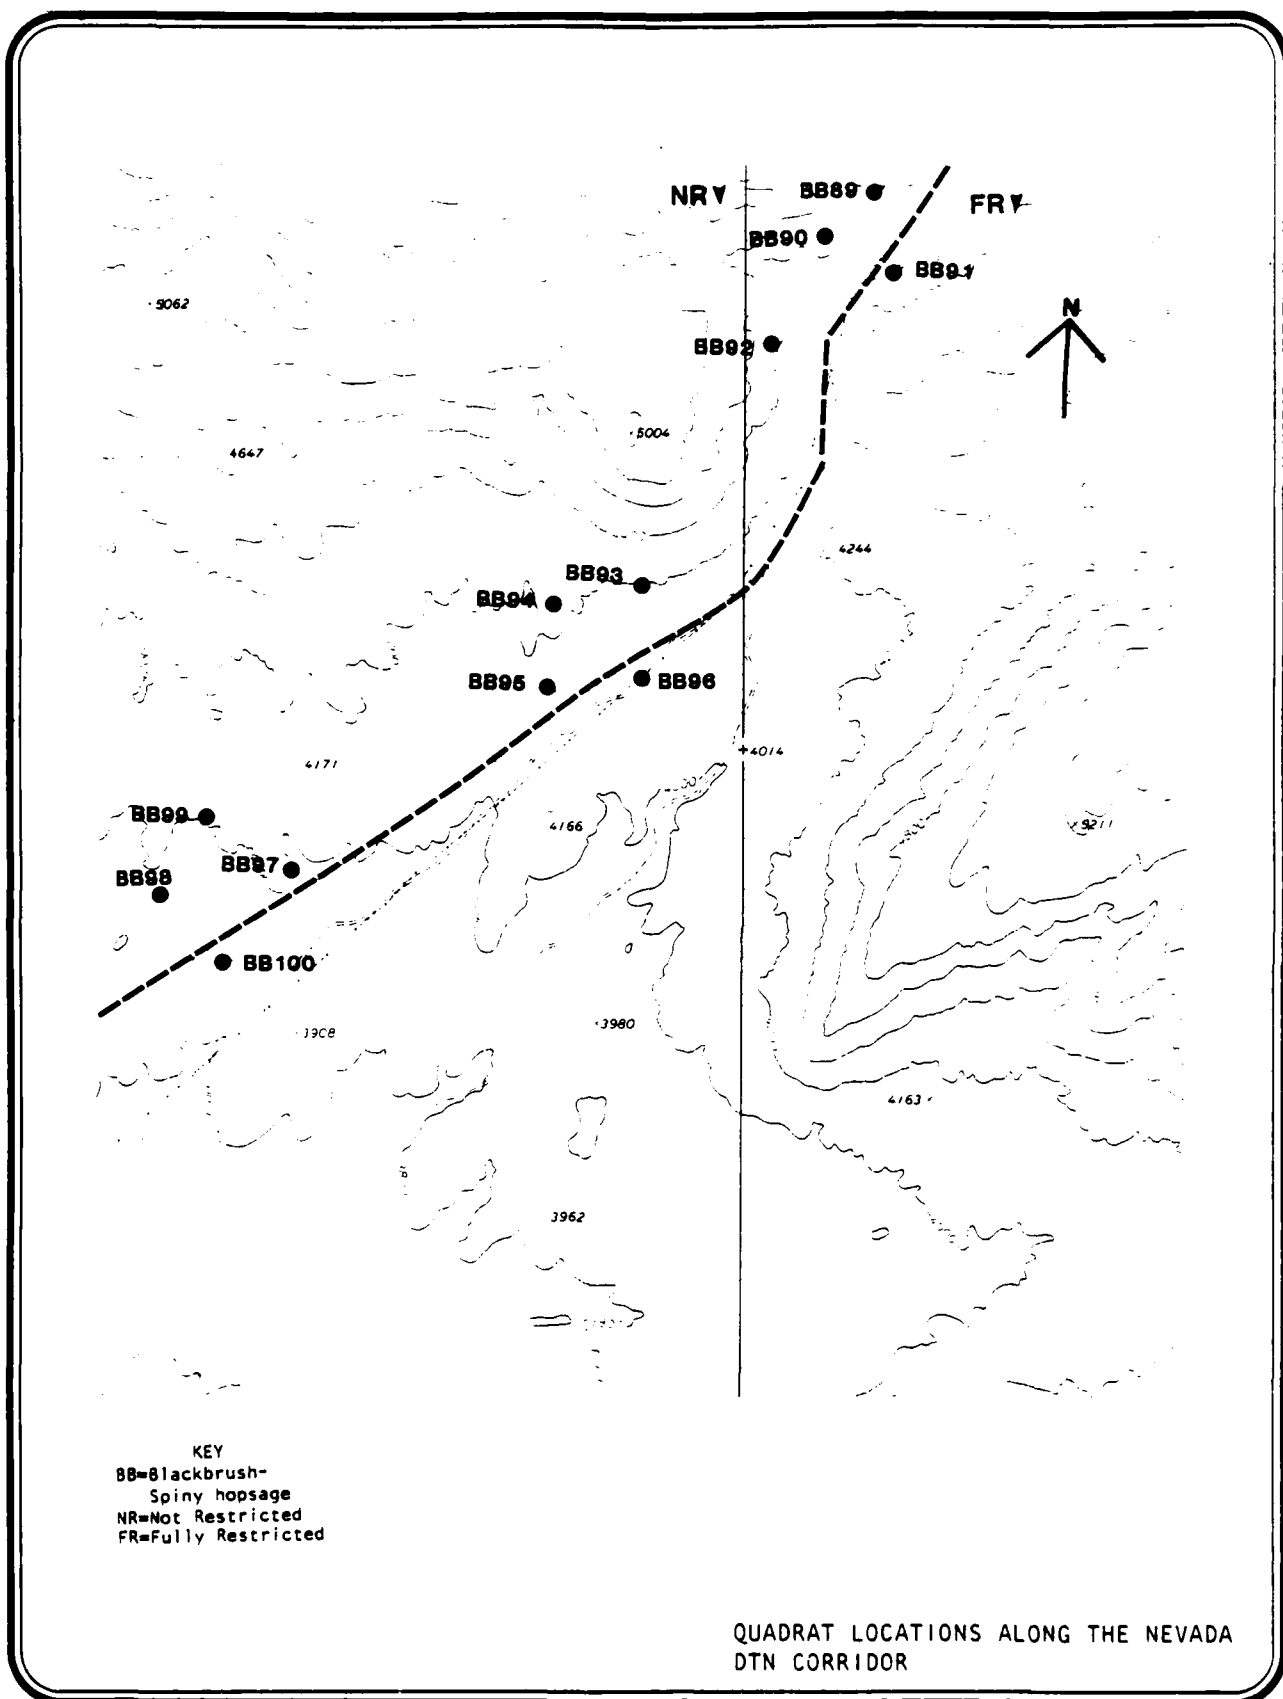 NR
BB89
FR
BB90
BB91
5062
N
BB92
5004
4647
4244
BB93
BB94
BB95
BB96
4014
4171
BB99
4166
BB97
BB98
BB100
3908
3980
4163
3962
KEY
BB=Blackbrush-
Spiny hopsage
NR=Not Restricted
FR=Fully Restricted
QUADRAT LOCATIONS ALONG THE NEVADA
DTN CORRIDOR